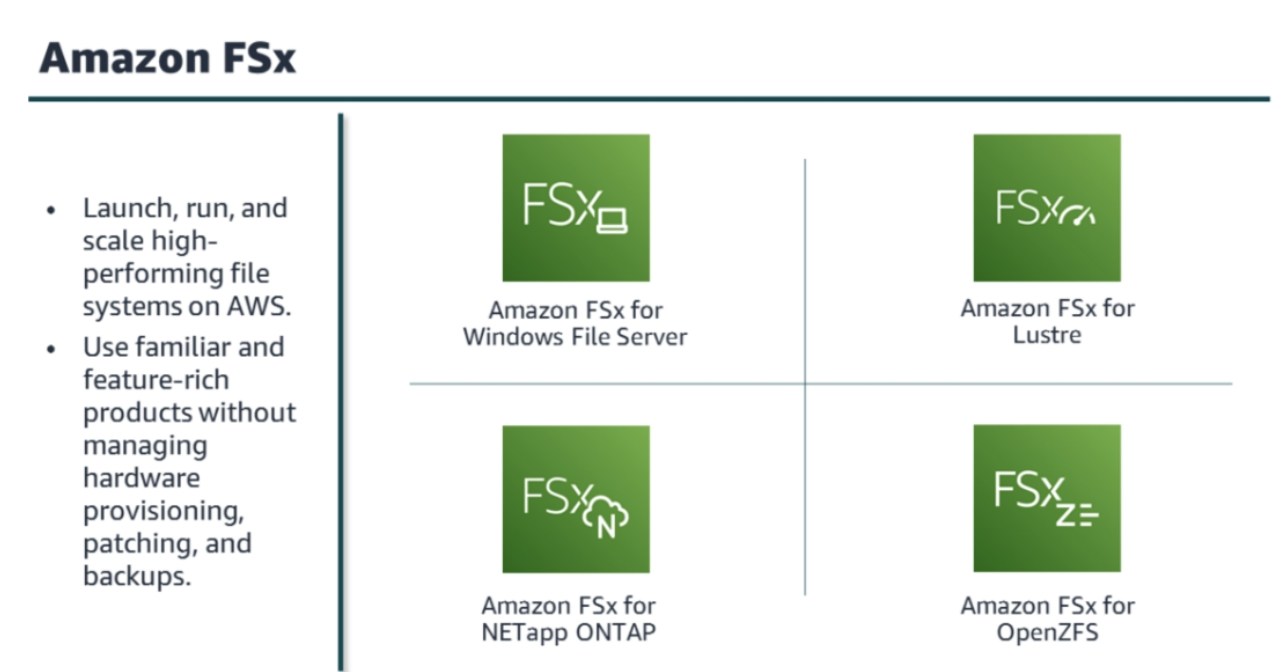 Amazon FSx
• Launch, run, and
scale high-
performing file
systems on AWS.
• Use familiar and
feature-rich
products without
managing
hardware
provisioning,
patching, and
backups.
FSx
Amazon FSx for
Windows File Server
FSx
Amazon FSx for
Lustre
FSx
N
Amazon FSx for
NETapp ONTAP
FSx
Z
Amazon FSx for
OpenZFS